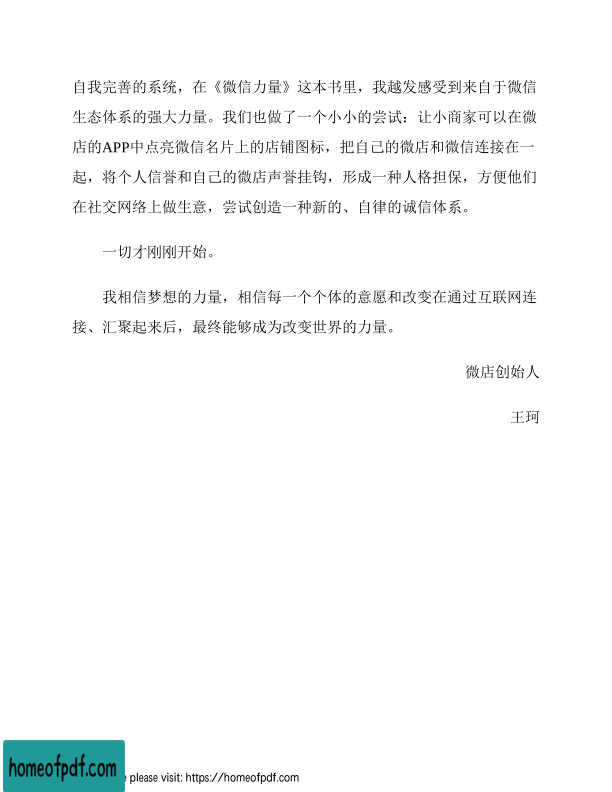 自我完善的系统，在《微信力量》这本书里，我越发感受到来自于微信
生态体系的强大力量。我们也做了一个小小的尝试：让小商家可以在微
店的APP中点亮微信名片上的店铺图标，把自己的微店和微信连接在一
起，将个人信誉和自己的微店声誉挂钩，形成一种人格担保，方便他们
在社交网络上做生意，尝试创造一种新的、自律的诚信体系。
一切才刚刚开始。
我相信梦想的力量，相信每一个个体的意愿和改变在通过互联网连
接、汇聚起来后，最终能够成为改变世界的力量。
微店创始人
王珂
homeofpdf.com
please visit: https://homeofpdf.com